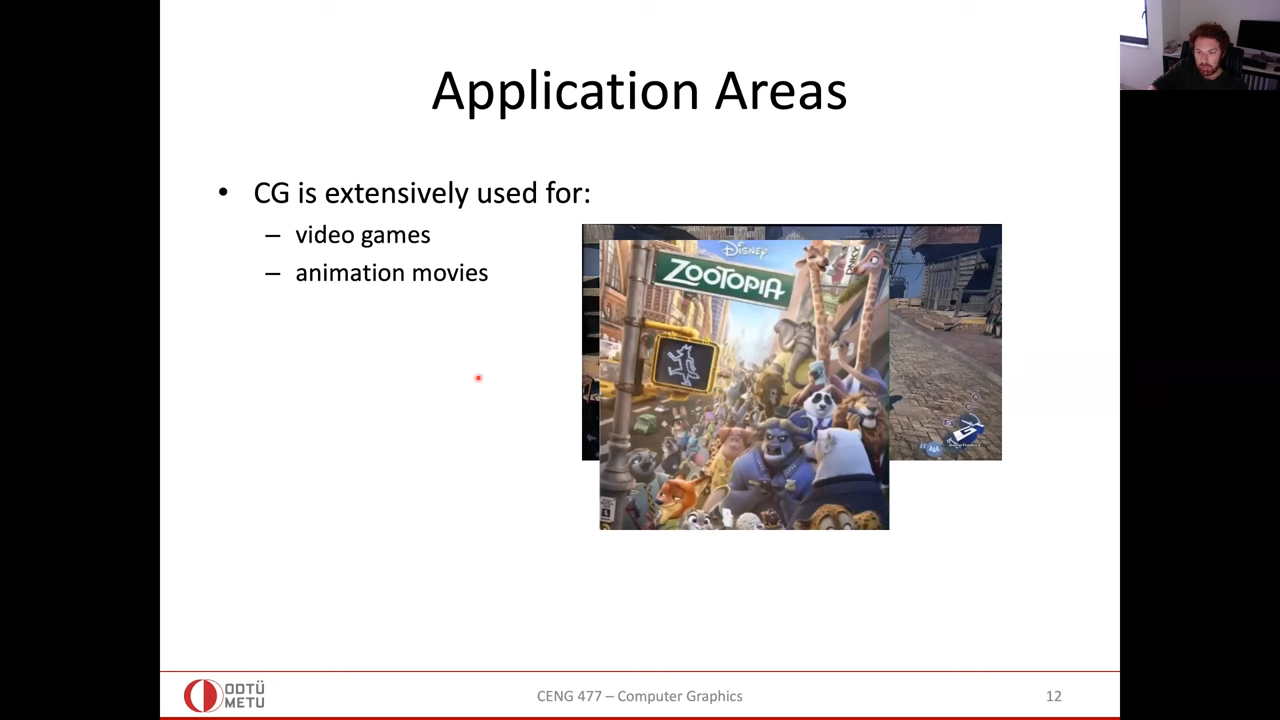 Application Areas
• CG is extensively used for:
– video games
– animation movies
DISNEY
ZOOTOPIA
ODTÜ
METU
CENG 477 – Computer Graphics
12